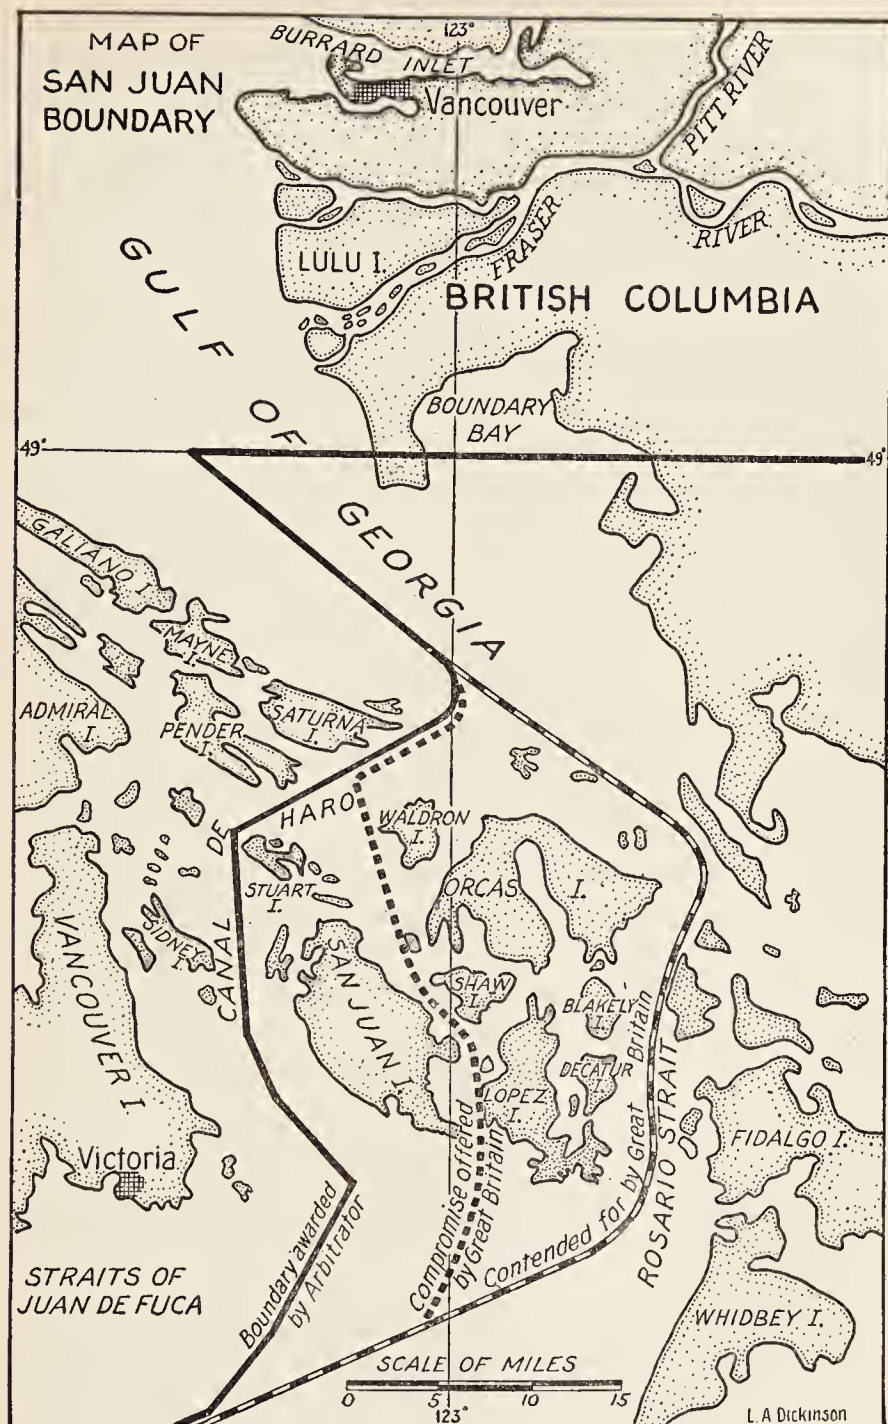 MAP OF
SAN JUAN
BOUNDARY
123°
BURRARD INLET
Vancouver
PITT RIVER
LULU I.
FRASER RIVER
BRITISH COLUMBIA
GULF OF GEORGIA
BOUNDARY
BAY
49°
49°
GALIANO I.
MAYNE
I.
ADMIRAL
I.
PENDER
I.
SATURNA
I.
CANAL DE HARO
WALDRON
I.
STUART
I.
ORCAS I.
SIDNEY
I.
VANCOUVER I
SAN JUAN I
SHAW
I.
BLAKELY
I.
DECATUR
I.
LOPEZ
I.
ROSARIO STRAIT
FIDALGO I.
Victoria
Boundary awarded
by Arbitrator
Compromise offered
by Great Britain
Contended for by Great Britain
STRAITS OF
JUAN DE FUCA
WHIDBEY I.
SCALE OF MILES
0 5 10 15
123°
L. A Dickinson